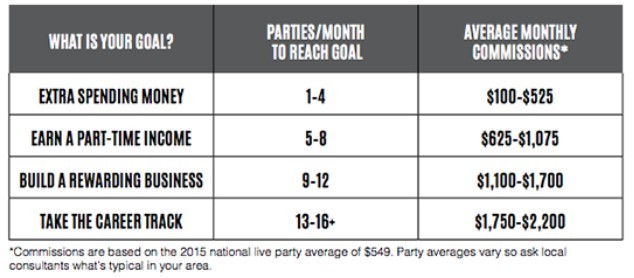 WHAT IS YOUR GOAL?
PARTIES/MONTH
TO REACH GOAL
AVERAGE MONTHLY
COMMISSIONS*
EXTRA SPENDING MONEY
1-4
$100-$525
EARN A PART-TIME INCOME
5-8
$625-$1,075
BUILD A REWARDING BUSINESS
9-12
$1,100-$1,700
TAKE THE CAREER TRACK
13-16+
$1,750-$2,200
*Commissions are based on the 2015 national live party average of $549. Party averages vary so ask local
consultants what's typical in your area.